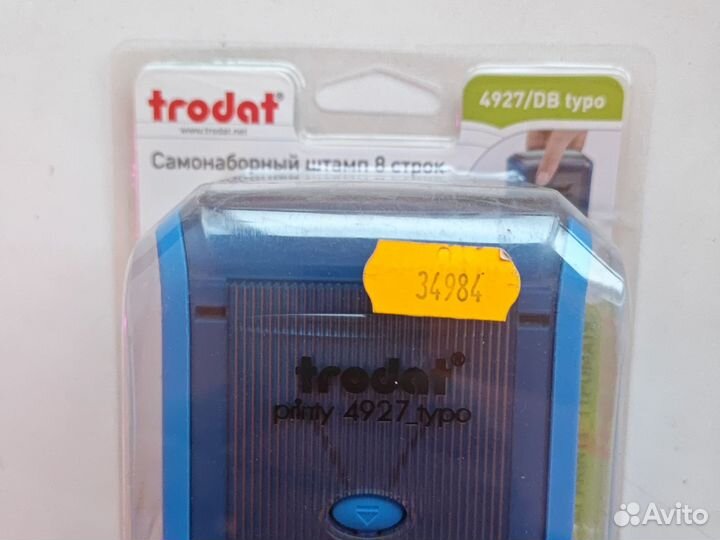 trodat®
www.trodat.net
4927/DB typo
Самонаборный штамп 8 строк
34984
trodat®
printy 4927_typo
Avito